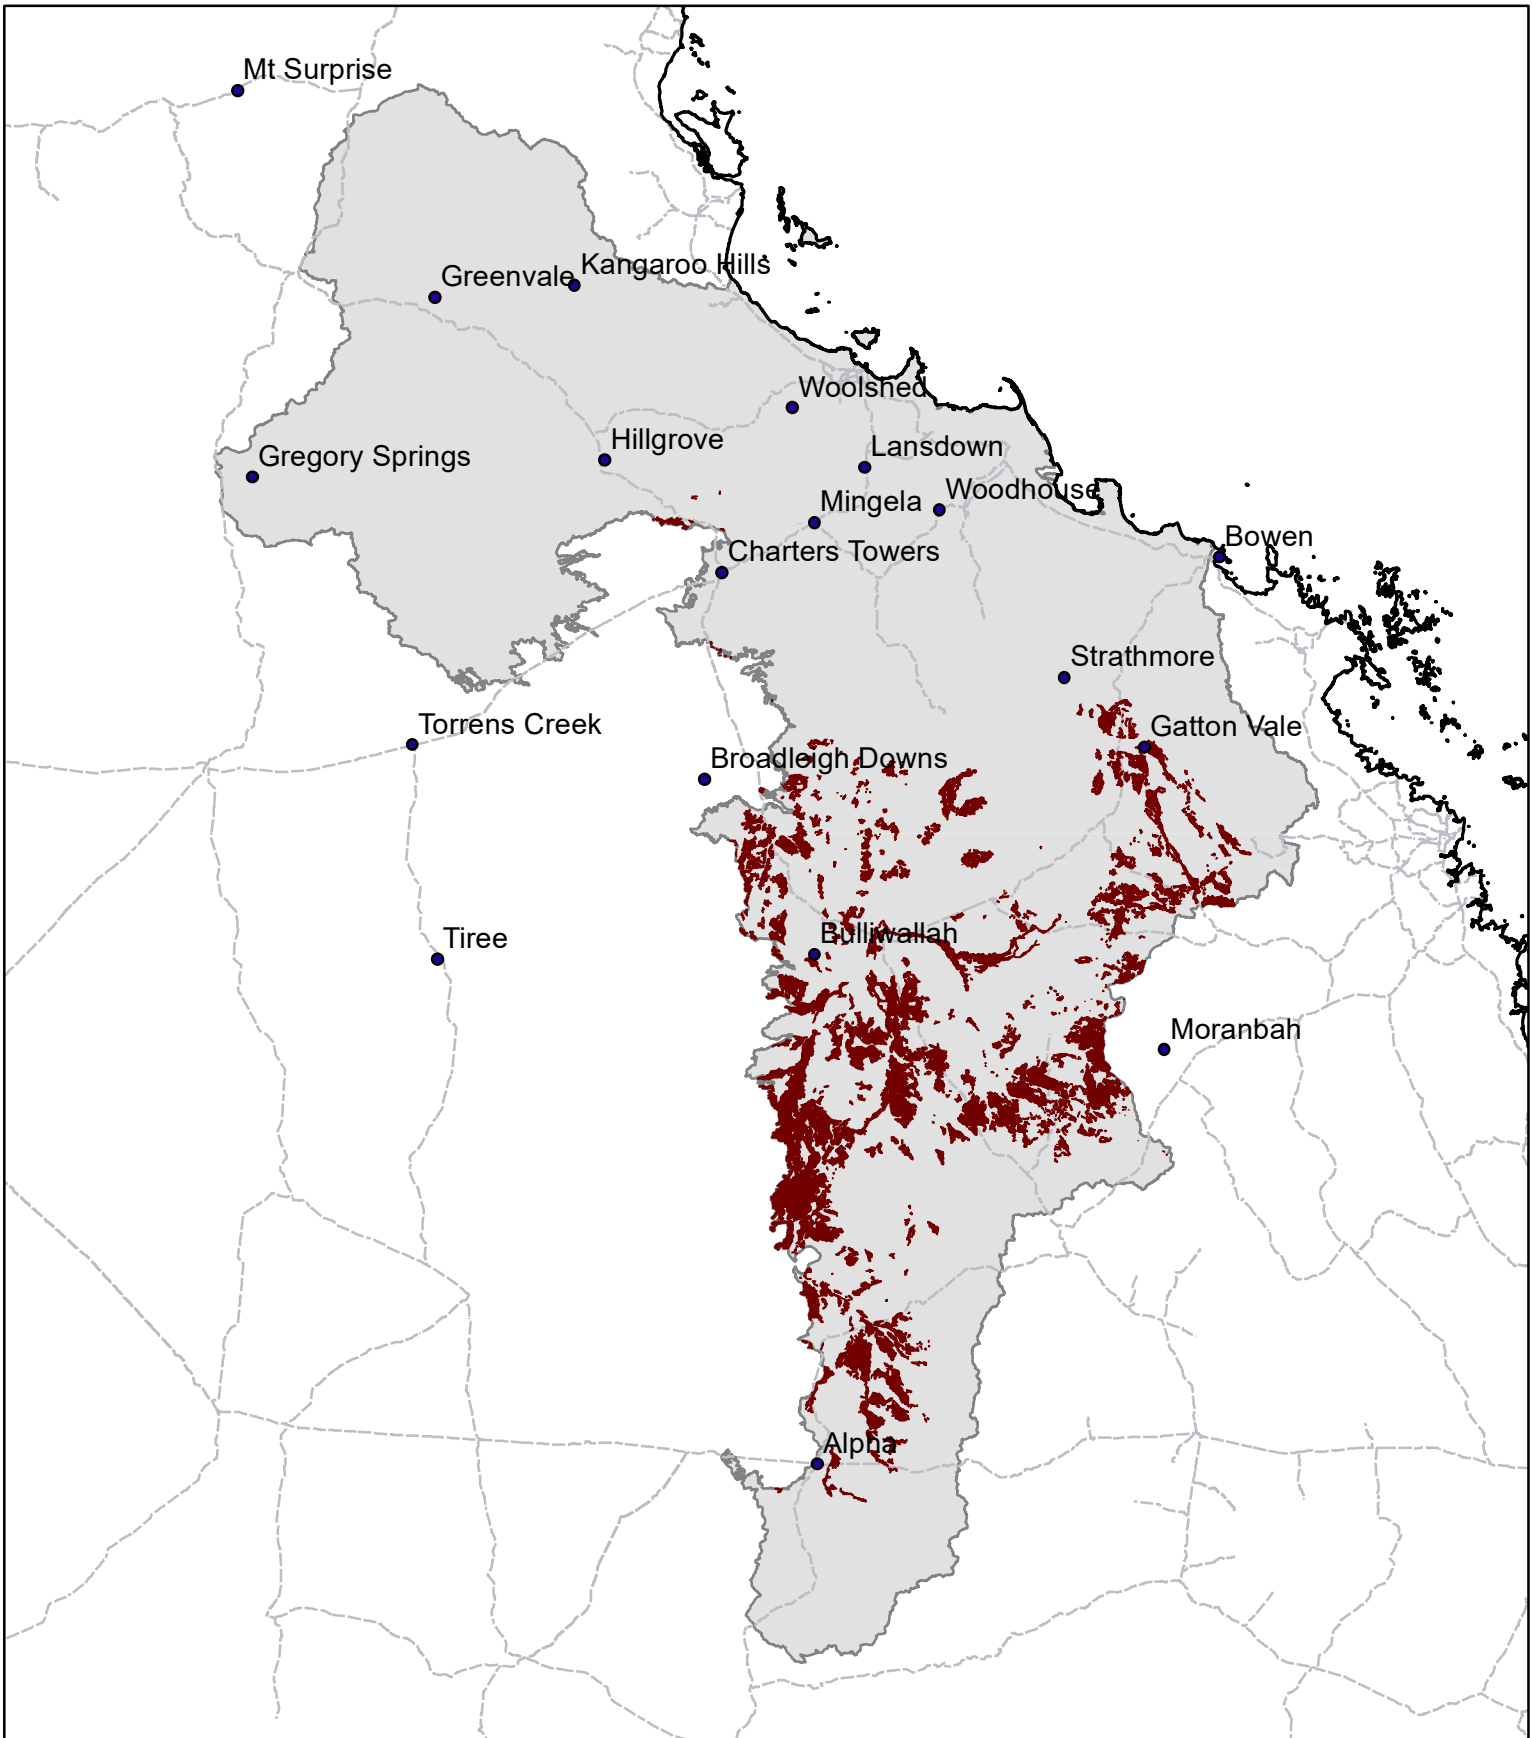 Mt Surprise
Kangaroo Hills
Greenvale
Woolshed
Hillgrove
Lansdown
Gregory Springs
Woodhouse
Mingela
Bowen
Charters Towers
Strathmore
Torrens Creek
Gatton Vale
Broadleigh Downs
Bulliwallah
Tiree
Moranbah
Alpha